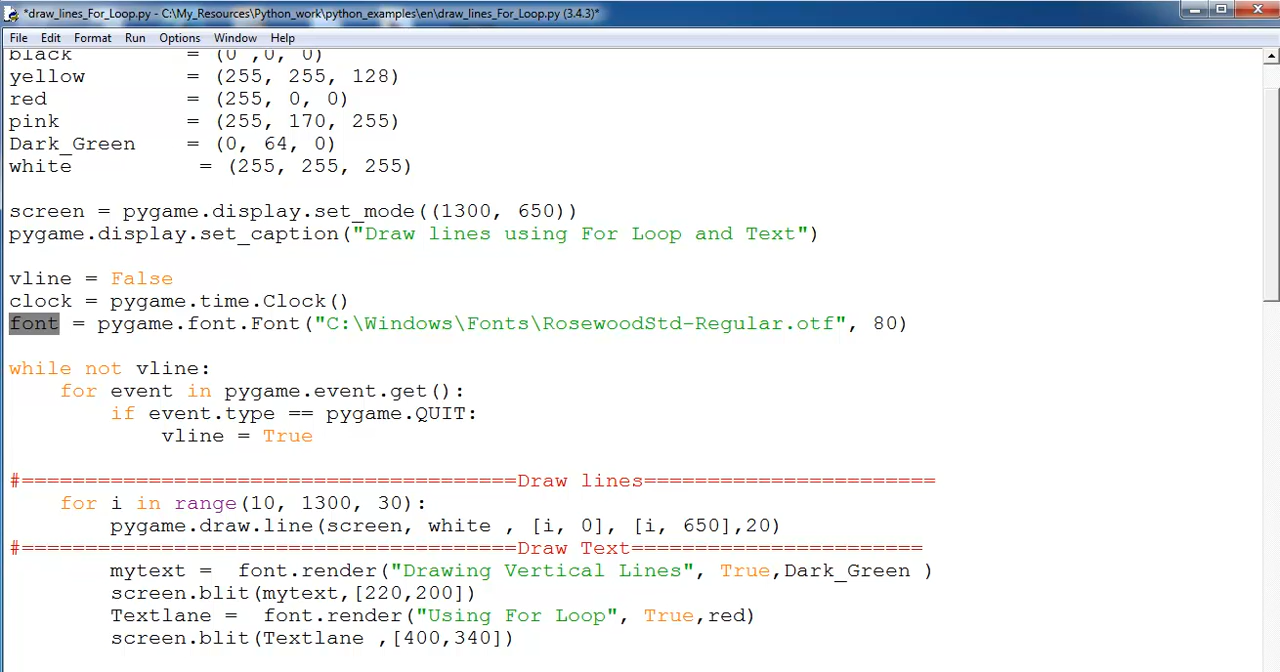 *draw_lines_For_Loop.py - C:\My_Resources\Python_work\python_examples\en\draw_lines_For_Loop.py (3.4.3)*
File Edit Format Run Options Window Help
black = (0 ,0, 0)
yellow = (255, 255, 128)
red = (255, 0, 0)
pink = (255, 170, 255)
Dark_Green = (0, 64, 0)
white = (255, 255, 255)
screen = pygame.display.set_mode((1300, 650))
pygame.display.set_caption("Draw lines using For Loop and Text")
vline = False
clock = pygame.time.Clock()
font = pygame.font.Font("C:\Windows\Fonts\RosewoodStd-Regular.otf", 80)
while not vline:
    for event in pygame.event.get():
        if event.type == pygame.QUIT:
            vline = True
#=======================================Draw lines=======================
    for i in range(10, 1300, 30):
        pygame.draw.line(screen, white , [i, 0], [i, 650],20)
#=======================================Draw Text=======================
        mytext =  font.render("Drawing Vertical Lines", True,Dark_Green )
        screen.blit(mytext,[220,200])
        Textlane =  font.render("Using For Loop", True,red)
        screen.blit(Textlane ,[400,340])